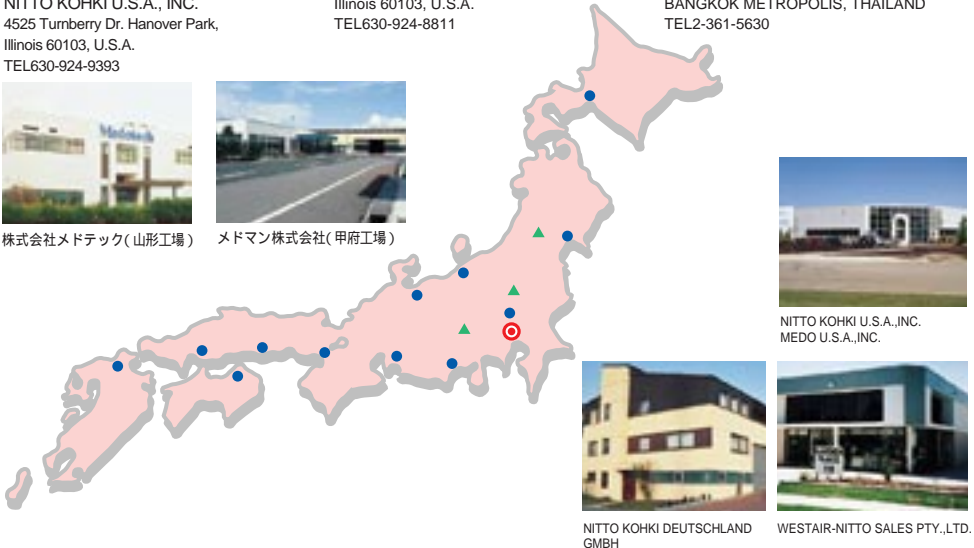 NITTO KOHKI U.S.A., INC.
4525 Turnberry Dr. Hanover Park,
Illinois 60103, U.S.A.
TEL630-924-9393
Illinois 60103, U.S.A.
TEL630-924-8811
BANGKOK METROPOLIS, THAILAND
TEL2-361-5630
Medotech
株式会社メドテック(山形工場)
メドマン株式会社(甲府工場)
NITTO KOHKI U.S.A.,INC.
MEDO U.S.A.,INC.
NITTO KOHKI DEUTSCHLAND
GMBH
WESTAIR-NITTO SALES PTY.,LTD.